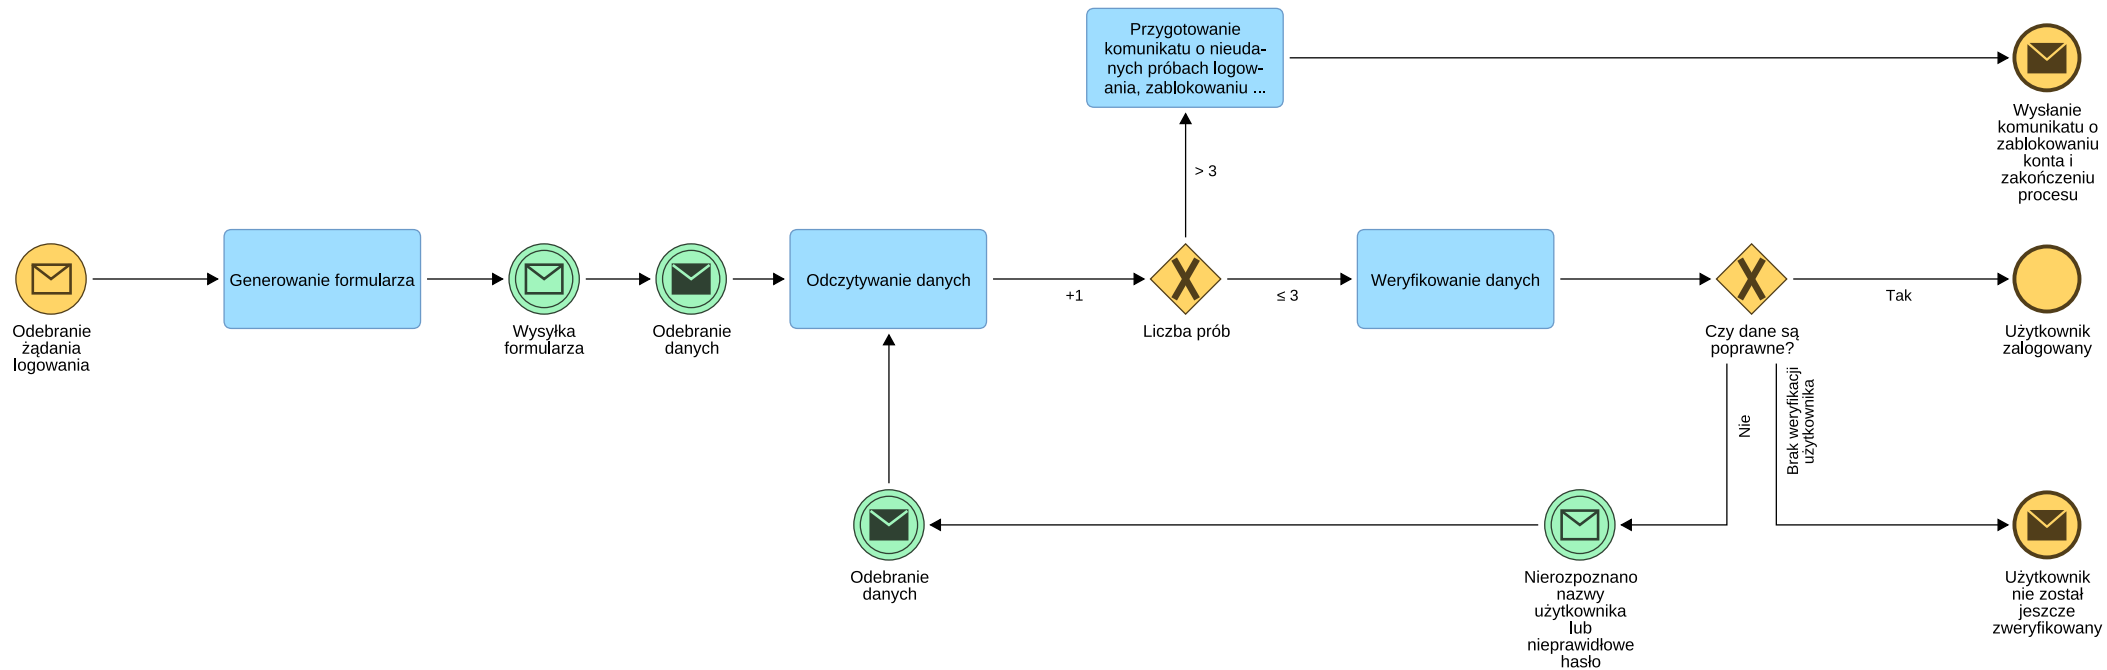 Przygotowanie
komunikatu o nieuda-
nych próbach logow-
ania, zablokowaniu ...
Wysłanie
komunikatu o
zablokowaniu
konta i
zakończeniu
procesu
> 3
Odebranie
żądania
logowania
Generowanie formularza
Wysyłka
formularza
Odebranie
danych
Odczytywanie danych
+1
Liczba prób
≤ 3
Weryfikowanie danych
Czy dane są
poprawne?
Tak
Użytkownik
zalogowany
Nie
Brak weryfikacji
użytkownika
Odebranie
danych
Nierozpoznano
nazwy
użytkownika
lub
nieprawidłowe
hasło
Użytkownik
nie został
jeszcze
zweryfikowany